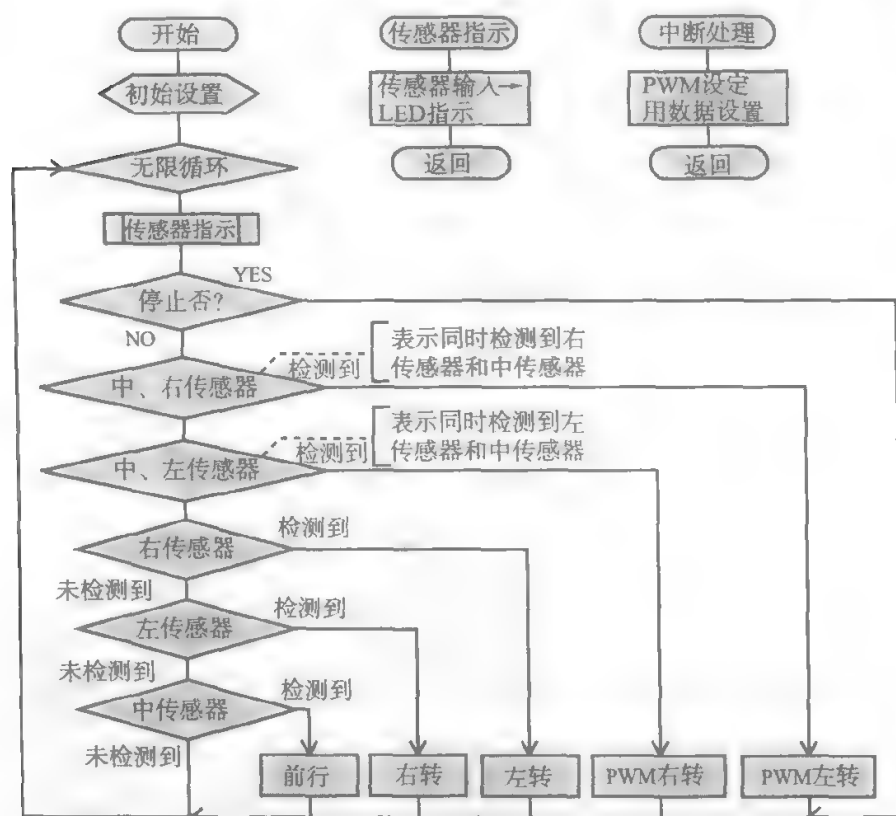 开始
初始设置
无限循环
传感器指示
停止否?
YES
NO
中、右传感器
检测到
表示同时检测到右
传感器和中传感器
中、左传感器
检测到
表示同时检测到左
传感器和中传感器
右传感器
检测到
未检测到
左传感器
检测到
未检测到
中传感器
检测到
未检测到
前行
右转
左转
PWM右转
PWM左转
传感器指示
传感器输入→
LED指示
返回
中断处理
PWM设定
用数据设置
返回